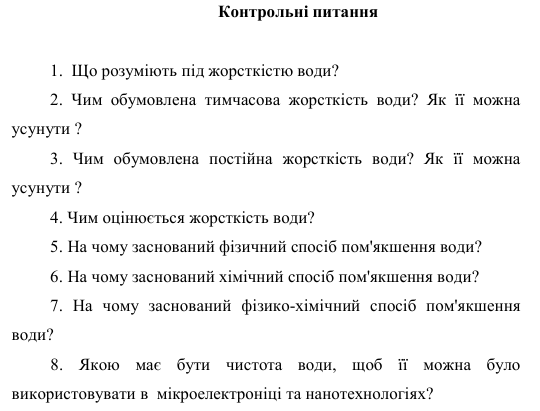 Контрольні питання
1. Що розуміють під жорсткістю води?
2. Чим обумовлена тимчасова жорсткість води? Як її можна
усунути ?
3. Чим обумовлена постійна жорсткість води? Як її можна
усунути ?
4. Чим оцінюється жорсткість води?
5. На чому заснований фізичний спосіб пом'якшення води?
6. На чому заснований хімічний спосіб пом'якшення води?
7. На чому заснований фізико-хімічний спосіб пом'якшення
води?
8. Якою має бути чистота води, щоб її можна було
використовувати в мікроелектроніці та нанотехнологіях?